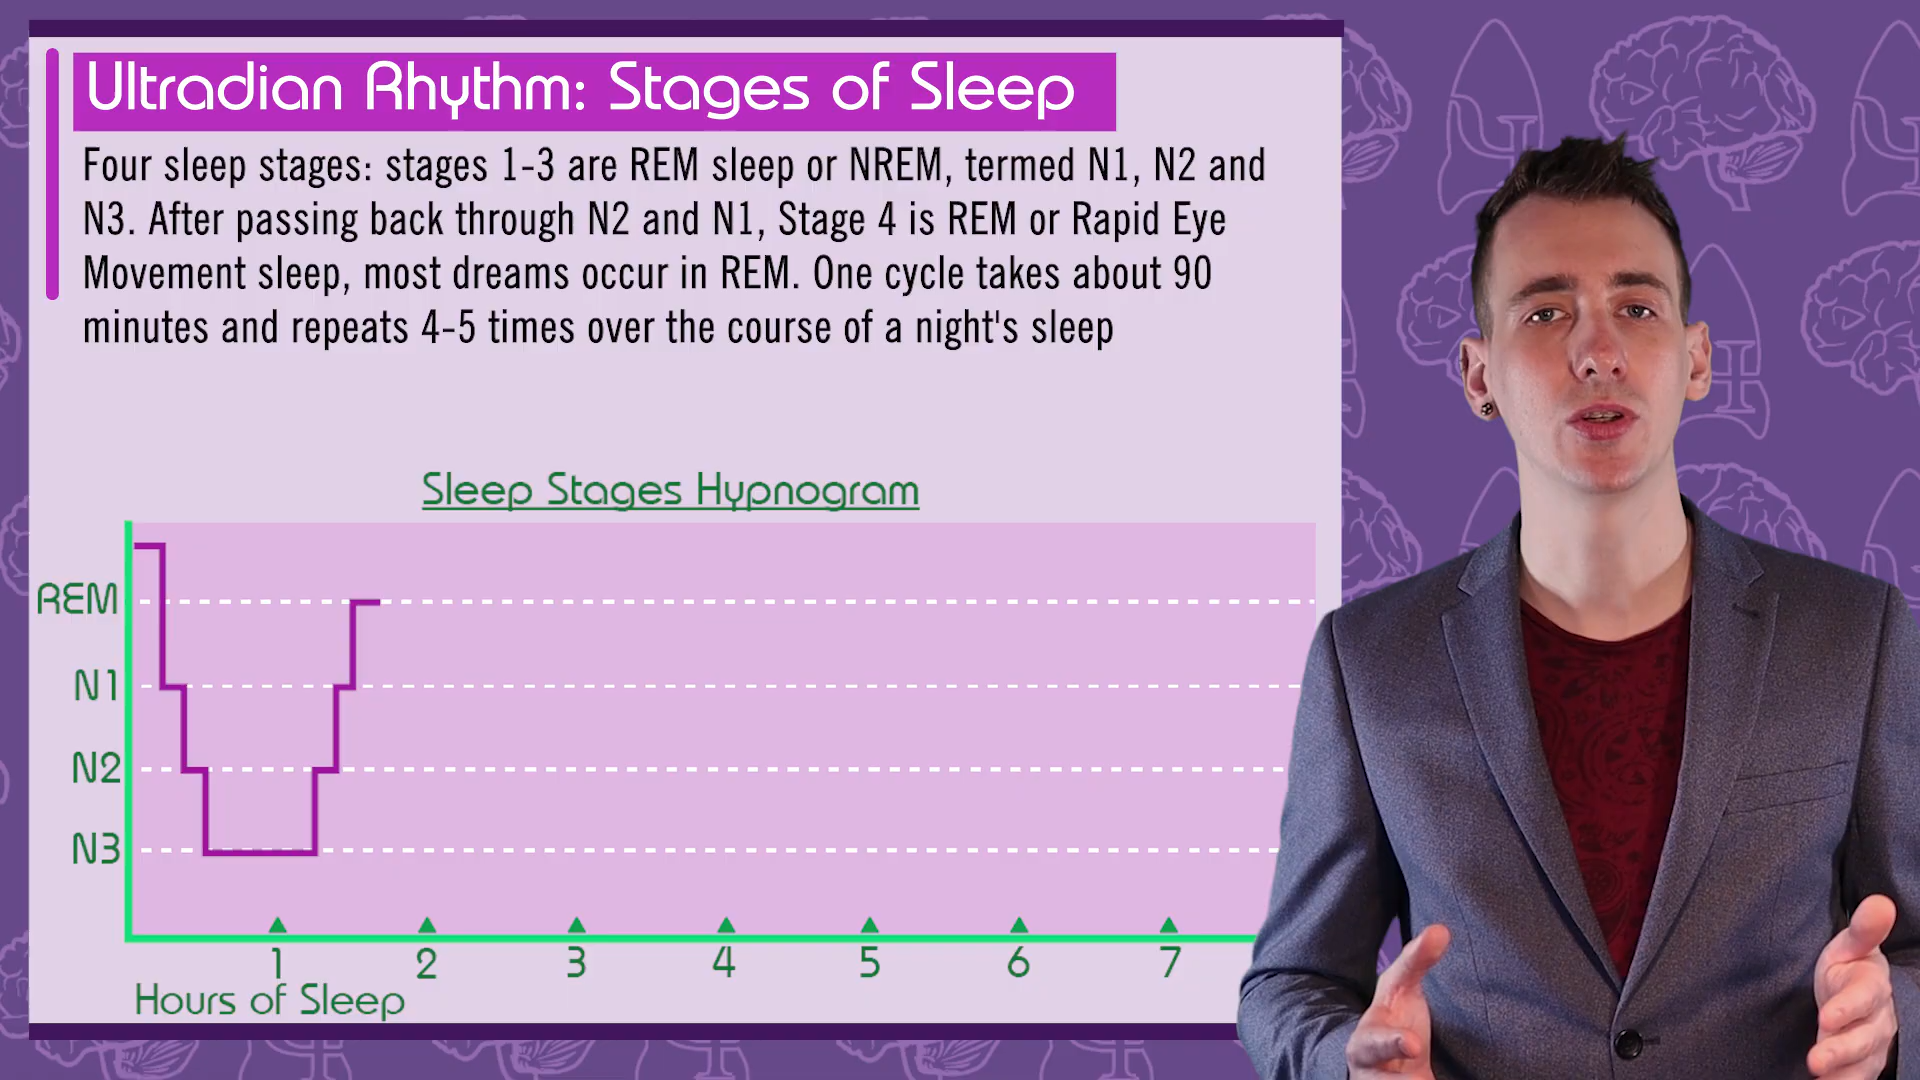 Ultradian Rhythm: Stages of Sleep
Four sleep stages: stages 1-3 are REM sleep or NREM, termed N1, N2 and
N3. After passing back through N2 and N1, Stage 4 is REM or Rapid Eye
Movement sleep, most dreams occur in REM. One cycle takes about 90
minutes and repeats 4-5 times over the course of a night's sleep
Sleep Stages Hypnogram
REM
N1
N2
N3
1 2 3 4 5 6 7
Hours of Sleep